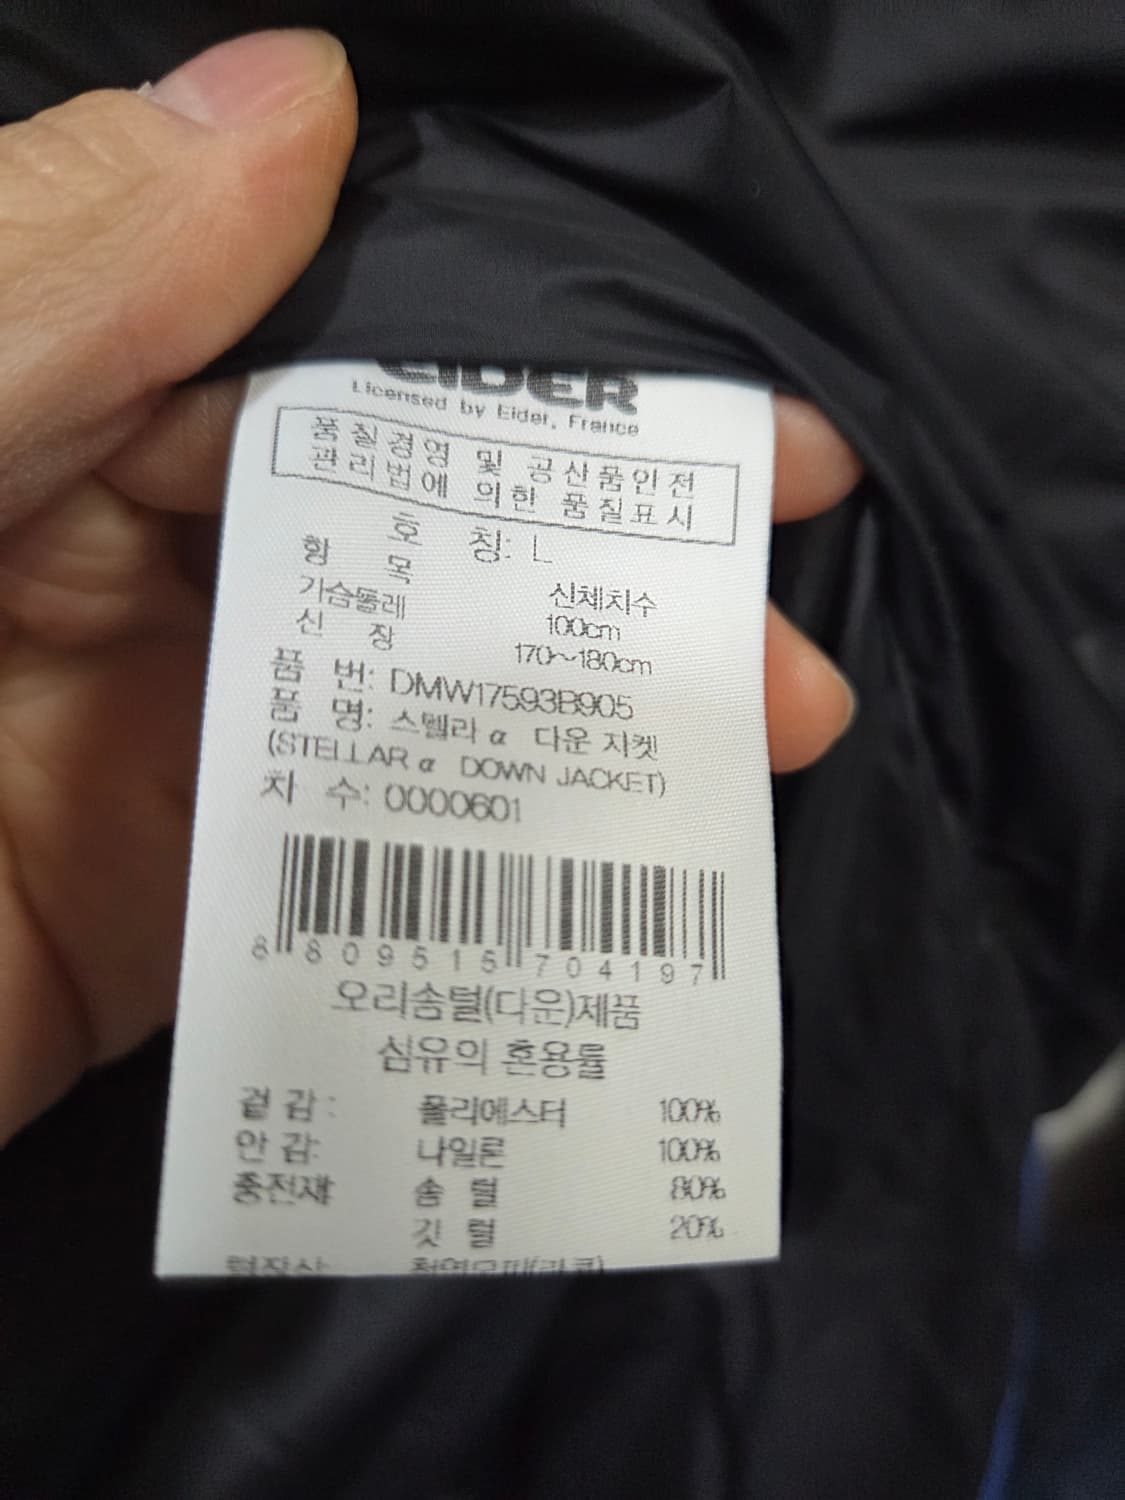 EIDER
Licensed by Eider, France
품질경영 및 공산품안전
관리법에 의한 품질표시
호 칭: L
항 목 신체치수
가슴둘레 100cm
신 장 170~180cm
품 번: DMW17593B905
품 명: 스텔라 α 다운 자켓
(STELLAR α DOWN JACKET)
차 수: 0000601
8 809515 704197
오리솜털(다운)제품
섬유의 혼용률
겉감: 폴리에스터 100%
안감: 나일론 100%
충전재 솜 털 80%
깃 털 20%